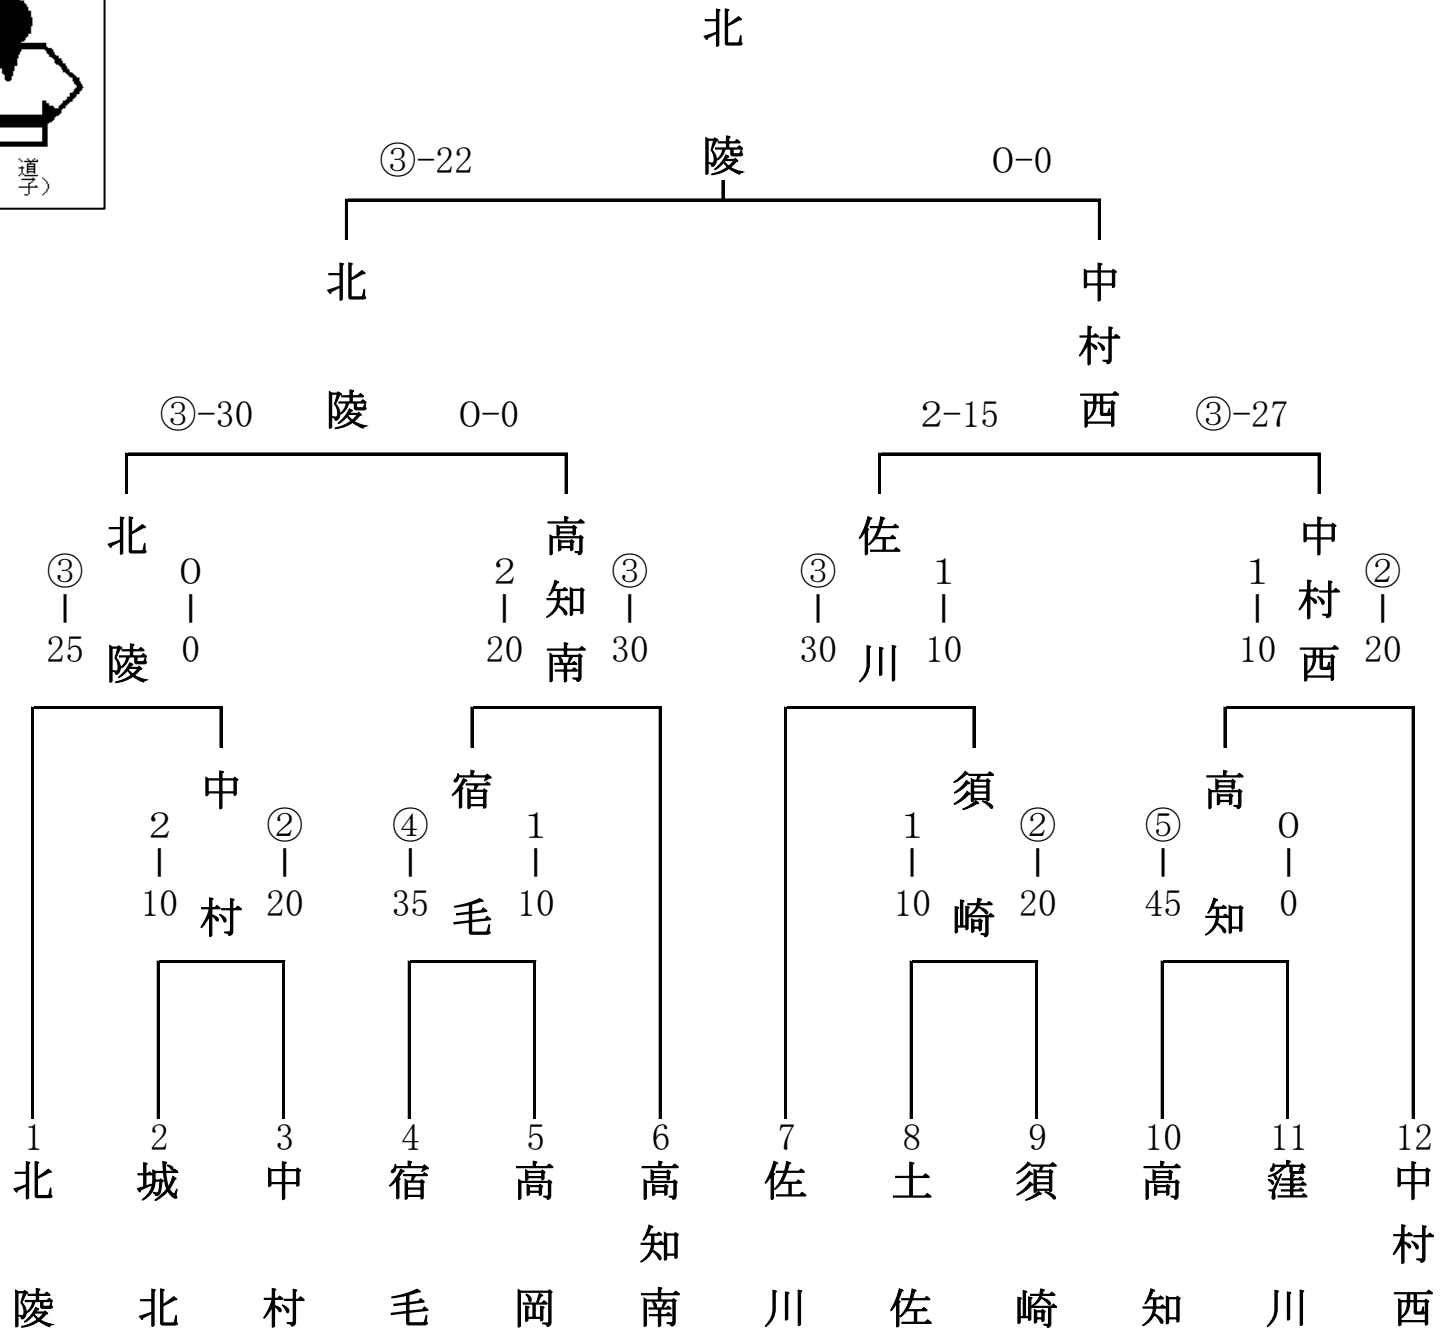 北陵
③-22
0-0
道
子）
北陵
中村西
③-30
0-0
2-15
③-27
北陵
高知南
佐川
中村西
③-25
0-0
2-20
③-30
③-30
1-10
1-10
②-20
中村
宿毛
須崎
高知
2-10
②-20
④-35
1-10
1-10
②-20
⑤-45
0-0
1 北陵
2 城北
3 中村
4 宿毛
5 高岡
6 高知南
7 佐川
8 土佐
9 須崎
10 高知
11 窪川
12 中村西